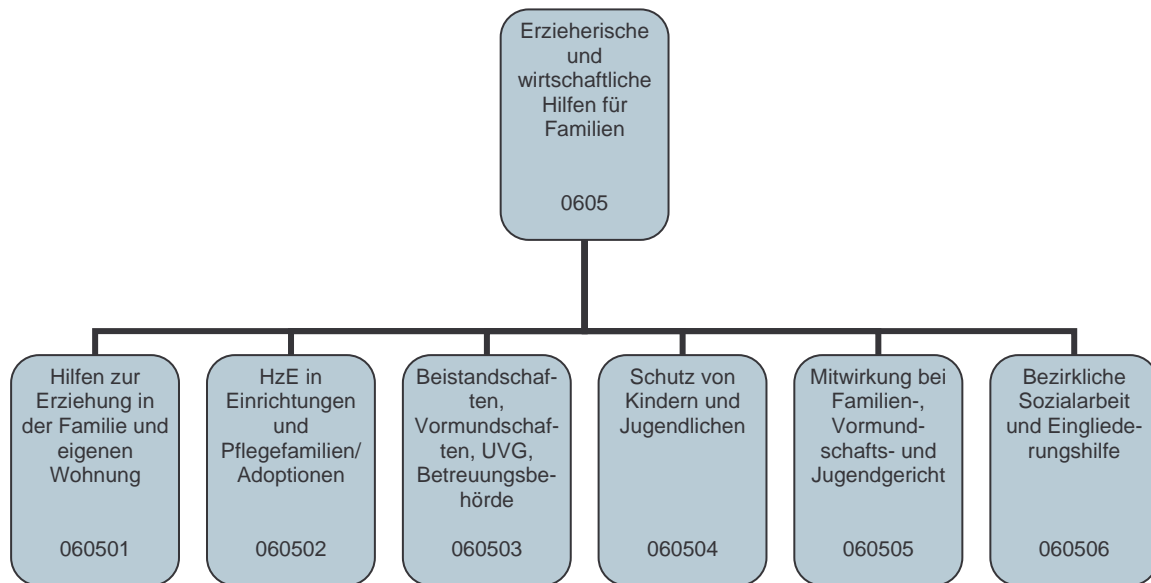 Erzieherische
und
wirtschaftliche
Hilfen für
Familien
0605
Hilfen zur
Erziehung in
der Familie und
eigenen
Wohnung
060501
HzE in
Einrichtungen
und
Pflegefamilien/
Adoptionen
060502
Beistandschaf-
ten,
Vormundschaf-
ten, UVG,
Betreuungsbe-
hörde
060503
Schutz von
Kindern und
Jugendlichen
060504
Mitwirkung bei
Familien-,
Vormund-
schafts- und
Jugendgericht
060505
Bezirkliche
Sozialarbeit
und Eingliede-
rungshilfe
060506